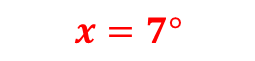 x = 7°